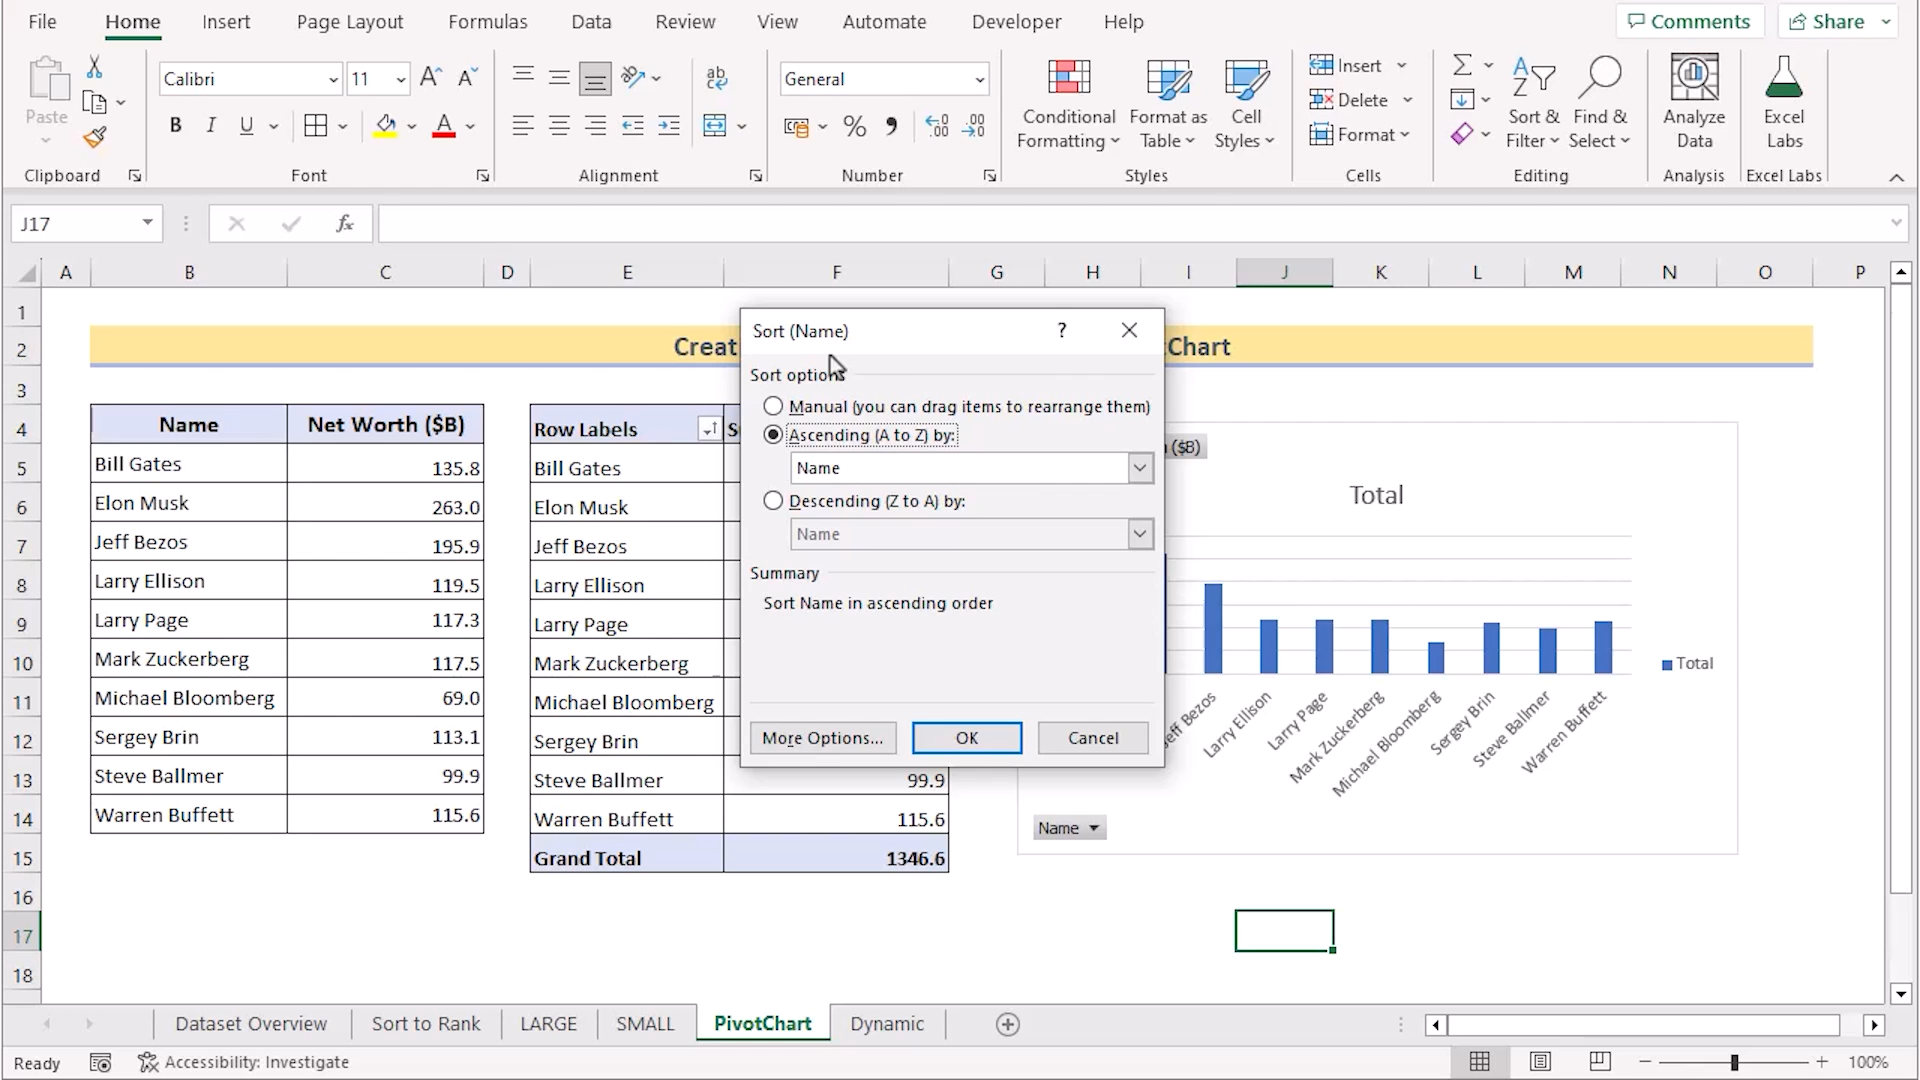 File Home Insert Page Layout Formulas Data Review View Automate Developer Help Comments Share
Paste
Clipboard
Calibri 11
B I U A
Font
ab
Alignment
General
% 9
Number
Conditional Formatting
Format as Table
Cell Styles
Styles
Insert
Delete
Format
Cells
Sort & Filter
Find & Select
Editing
Analyze Data
Analysis
Excel Labs
Excel Labs
J17 fx
A B C D E F G H I J K L M N O P
1
2 Creat tChart
3
4 Name Net Worth ($B) Row Labels S
5 Bill Gates 135.8 Bill Gates
6 Elon Musk 263.0 Elon Musk
7 Jeff Bezos 195.9 Jeff Bezos
8 Larry Ellison 119.5 Larry Ellison
9 Larry Page 117.3 Larry Page
10 Mark Zuckerberg 117.5 Mark Zuckerberg
11 Michael Bloomberg 69.0 Michael Bloomberg
12 Sergey Brin 113.1 Sergey Brin
13 Steve Ballmer 99.9 Steve Ballmer 99.9
14 Warren Buffett 115.6 Warren Buffett 115.6
15 Grand Total 1346.6
16
17
18
Sort (Name) ?
Sort options
Manual (you can drag items to rearrange them)
Ascending (A to Z) by:
Name
Descending (Z to A) by:
Name
Summary
Sort Name in ascending order
More Options... OK Cancel
($B)
Total
Total
Jeff Bezos
Larry Ellison
Larry Page
Mark Zuckerberg
Michael Bloomberg
Sergey Brin
Steve Ballmer
Warren Buffett
Name
Dataset Overview Sort to Rank LARGE SMALL PivotChart Dynamic
Ready Accessibility: Investigate 100%